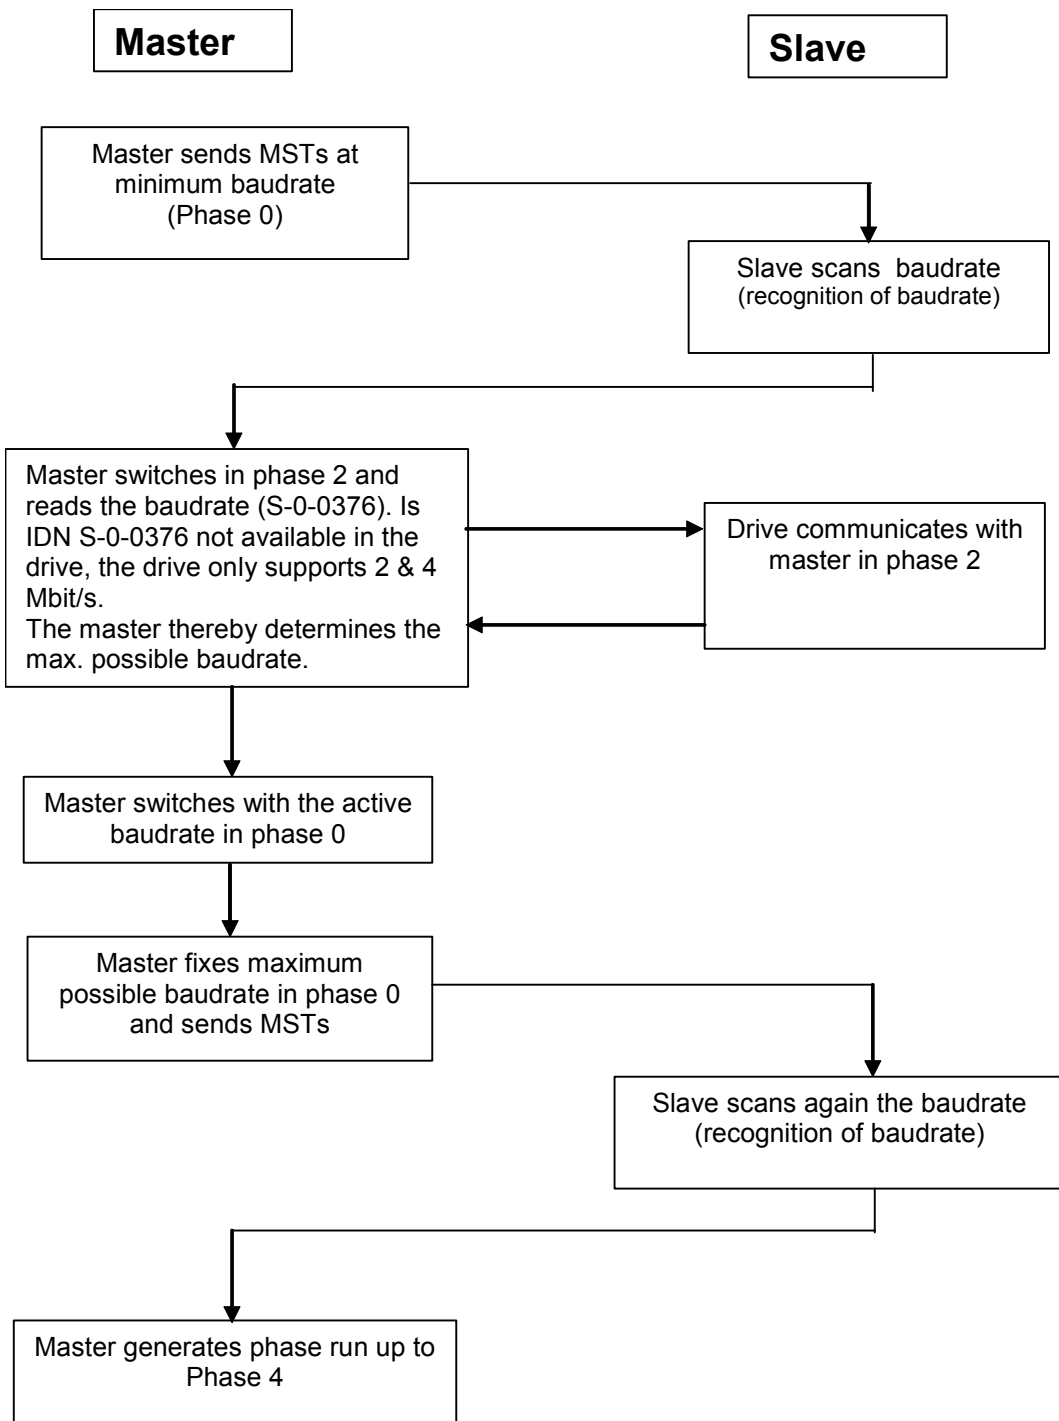 Master
Slave
Master sends MSTs at
minimum baudrate
(Phase 0)
Slave scans baudrate
(recognition of baudrate)
Master switches in phase 2 and
reads the baudrate (S-0-0376). Is
IDN S-0-0376 not available in the
drive, the drive only supports 2 & 4
Mbit/s.
The master thereby determines the
max. possible baudrate.
Drive communicates with
master in phase 2
Master switches with the active
baudrate in phase 0
Master fixes maximum
possible baudrate in phase 0
and sends MSTs
Slave scans again the baudrate
(recognition of baudrate)
Master generates phase run up to
Phase 4